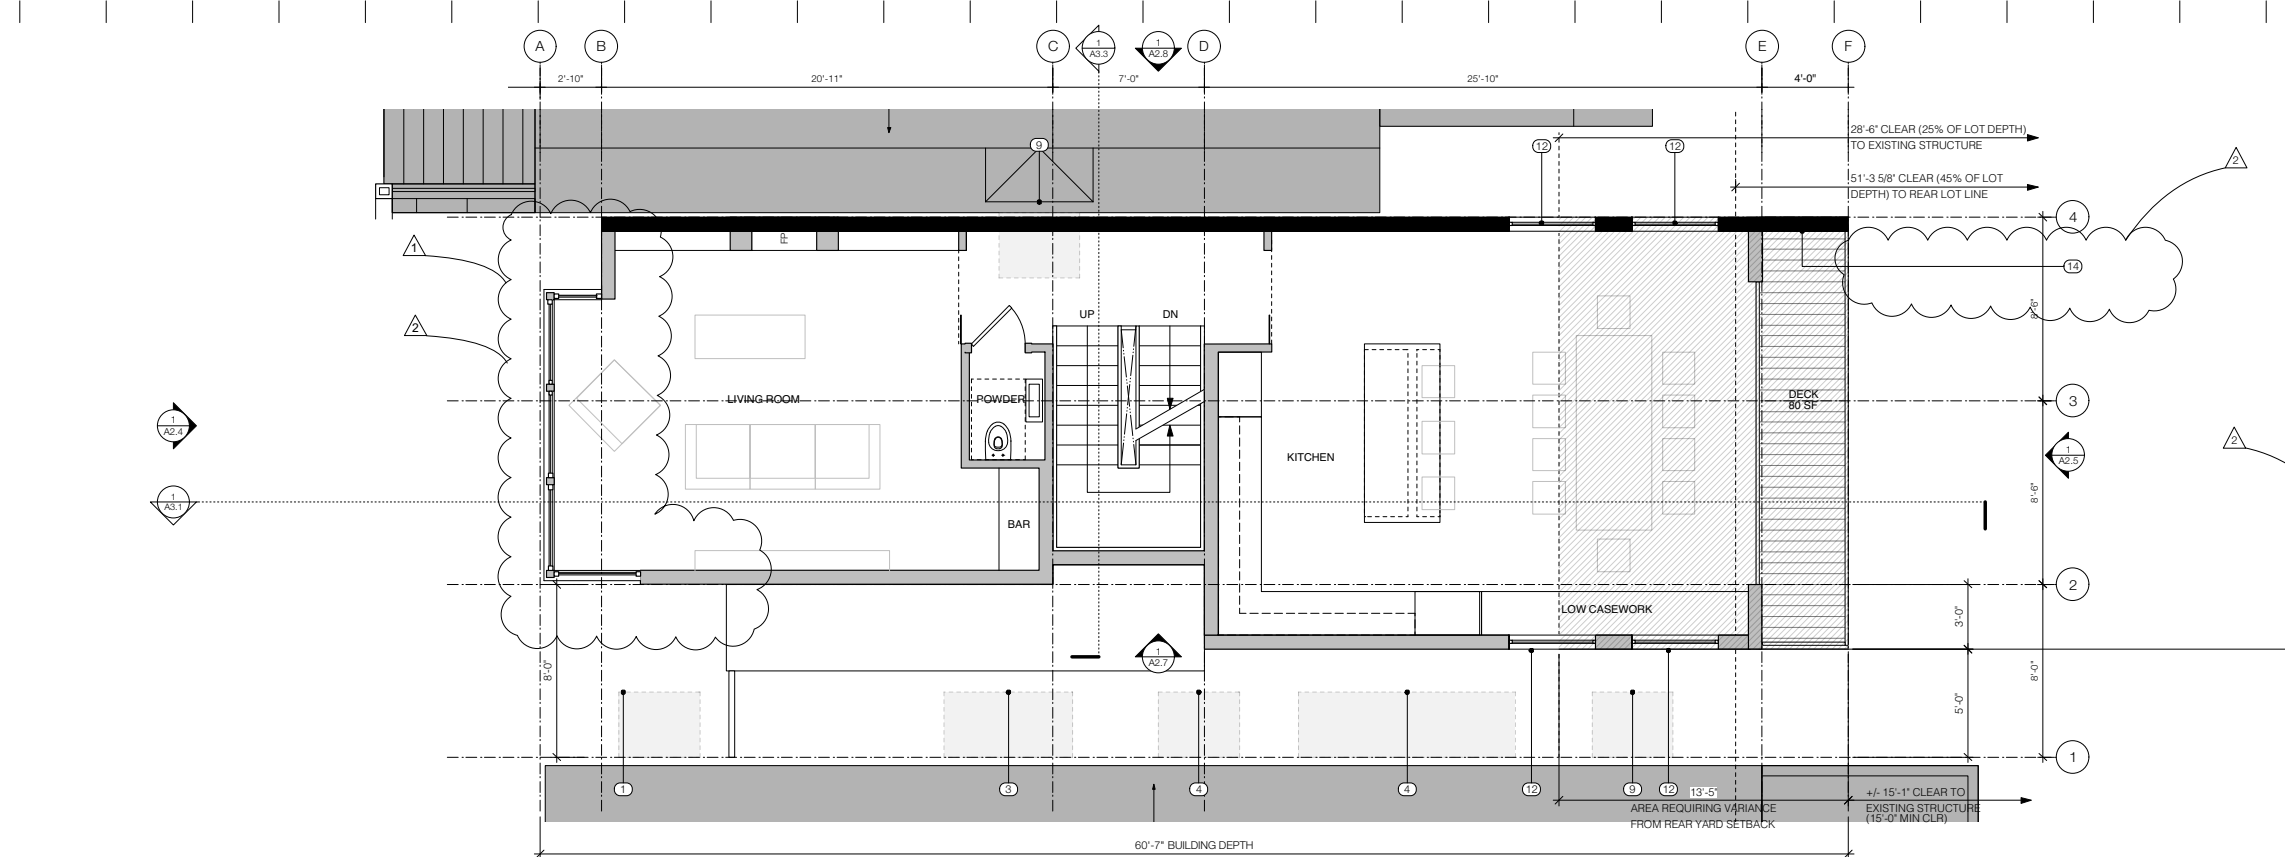 A B C 1 A3.3 1 A2.8 D E F
2'-10" 20'-11" 7'-0" 25'-10" 4'-0"
28'-6" CLEAR (25% OF LOT DEPTH)
TO EXISTING STRUCTURE
9 12 12 2
51'-3 5/8" CLEAR (45% OF LOT
DEPTH) TO REAR LOT LINE
4
FP
1
14
8'-6"
UP DN
2
LIVING ROOM POWDER
DECK
80 SF
3
1
A2.4
KITCHEN
1
A2.5
2
8'-6"
1
A3.1
BAR
2
LOW CASEWORK
3'-0"
1
A2.7
8'-0" 8'-0"
5'-0"
1
1 3 4 4 12 9 12
13'-5"
AREA REQUIRING VARIANCE
FROM REAR YARD SETBACK
+/- 15'-1" CLEAR TO
EXISTING STRUCTURE
(15'-0" MIN CLR)
60'-7" BUILDING DEPTH